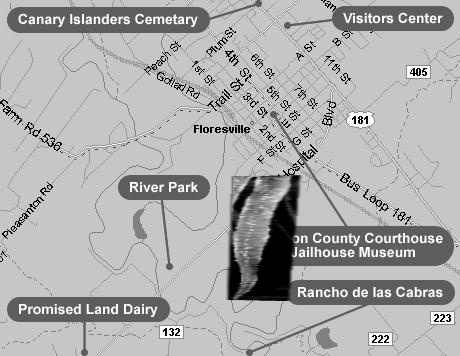 Canary Islanders Cemetery
Visitors Center
Plum St
Peach St
4th St
6th St
A St
B St
11th St
1st St
Goliad Rd
405
Trail St
5th St
7th St
3rd St
Blvd
181
Farm Rd 536
Floresville
2nd St
F St
G St
Hospital
River Park
Bus Loop 181
Pleasanton Rd
on County Courthouse
Jailhouse Museum
Rancho de las Cabras
Promised Land Dairy
132
223
222